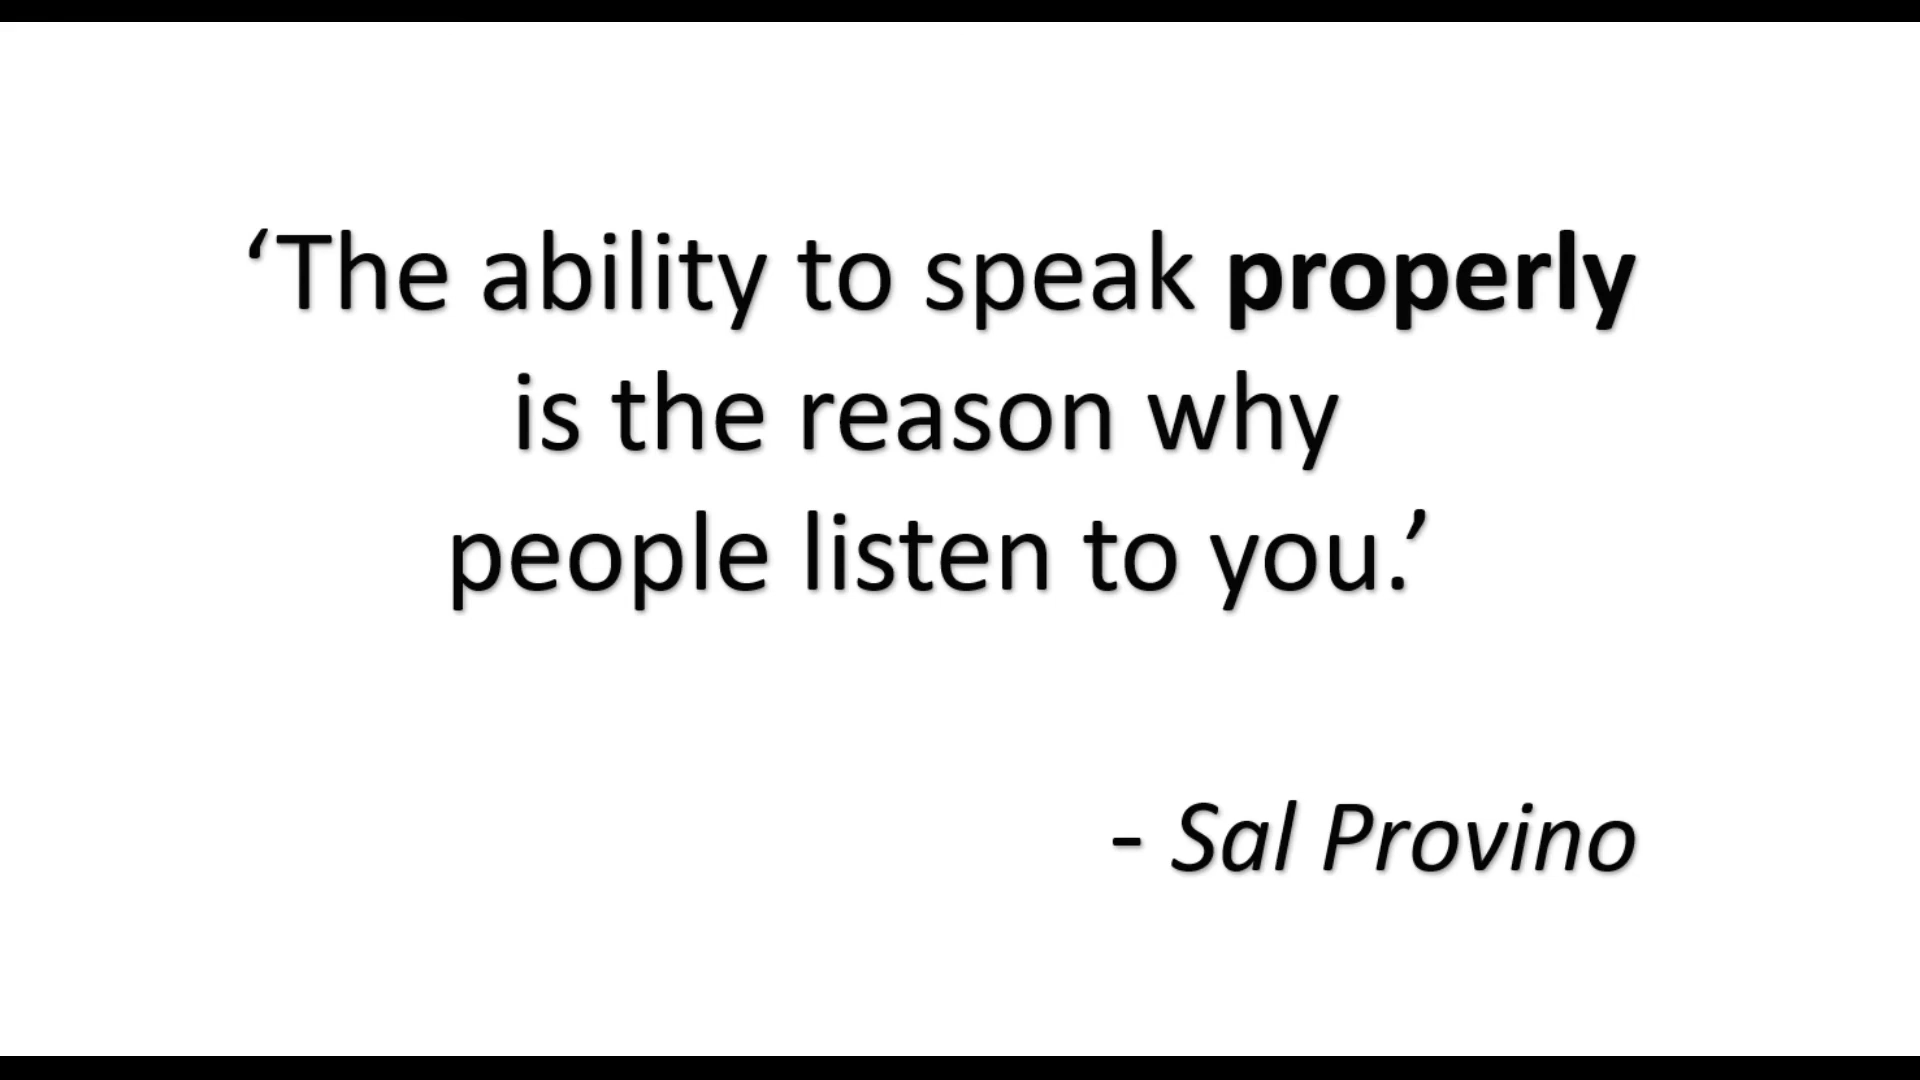 ‘The ability to speak properly
is the reason why
people listen to you.’
- Sal Provino